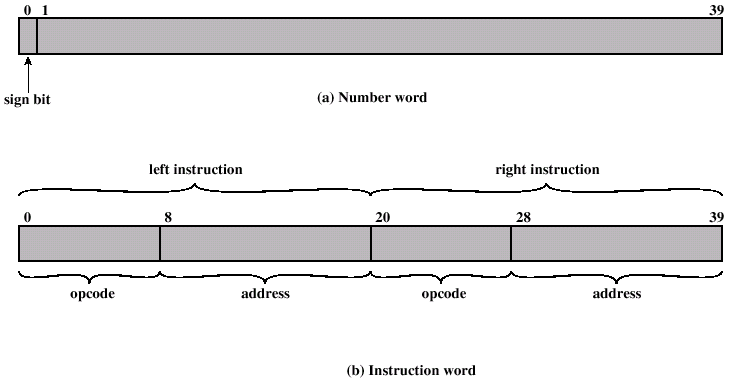 0 1 39
sign bit
(a) Number word
left instruction right instruction
0 8 20 28 39
opcode address opcode address
(b) Instruction word